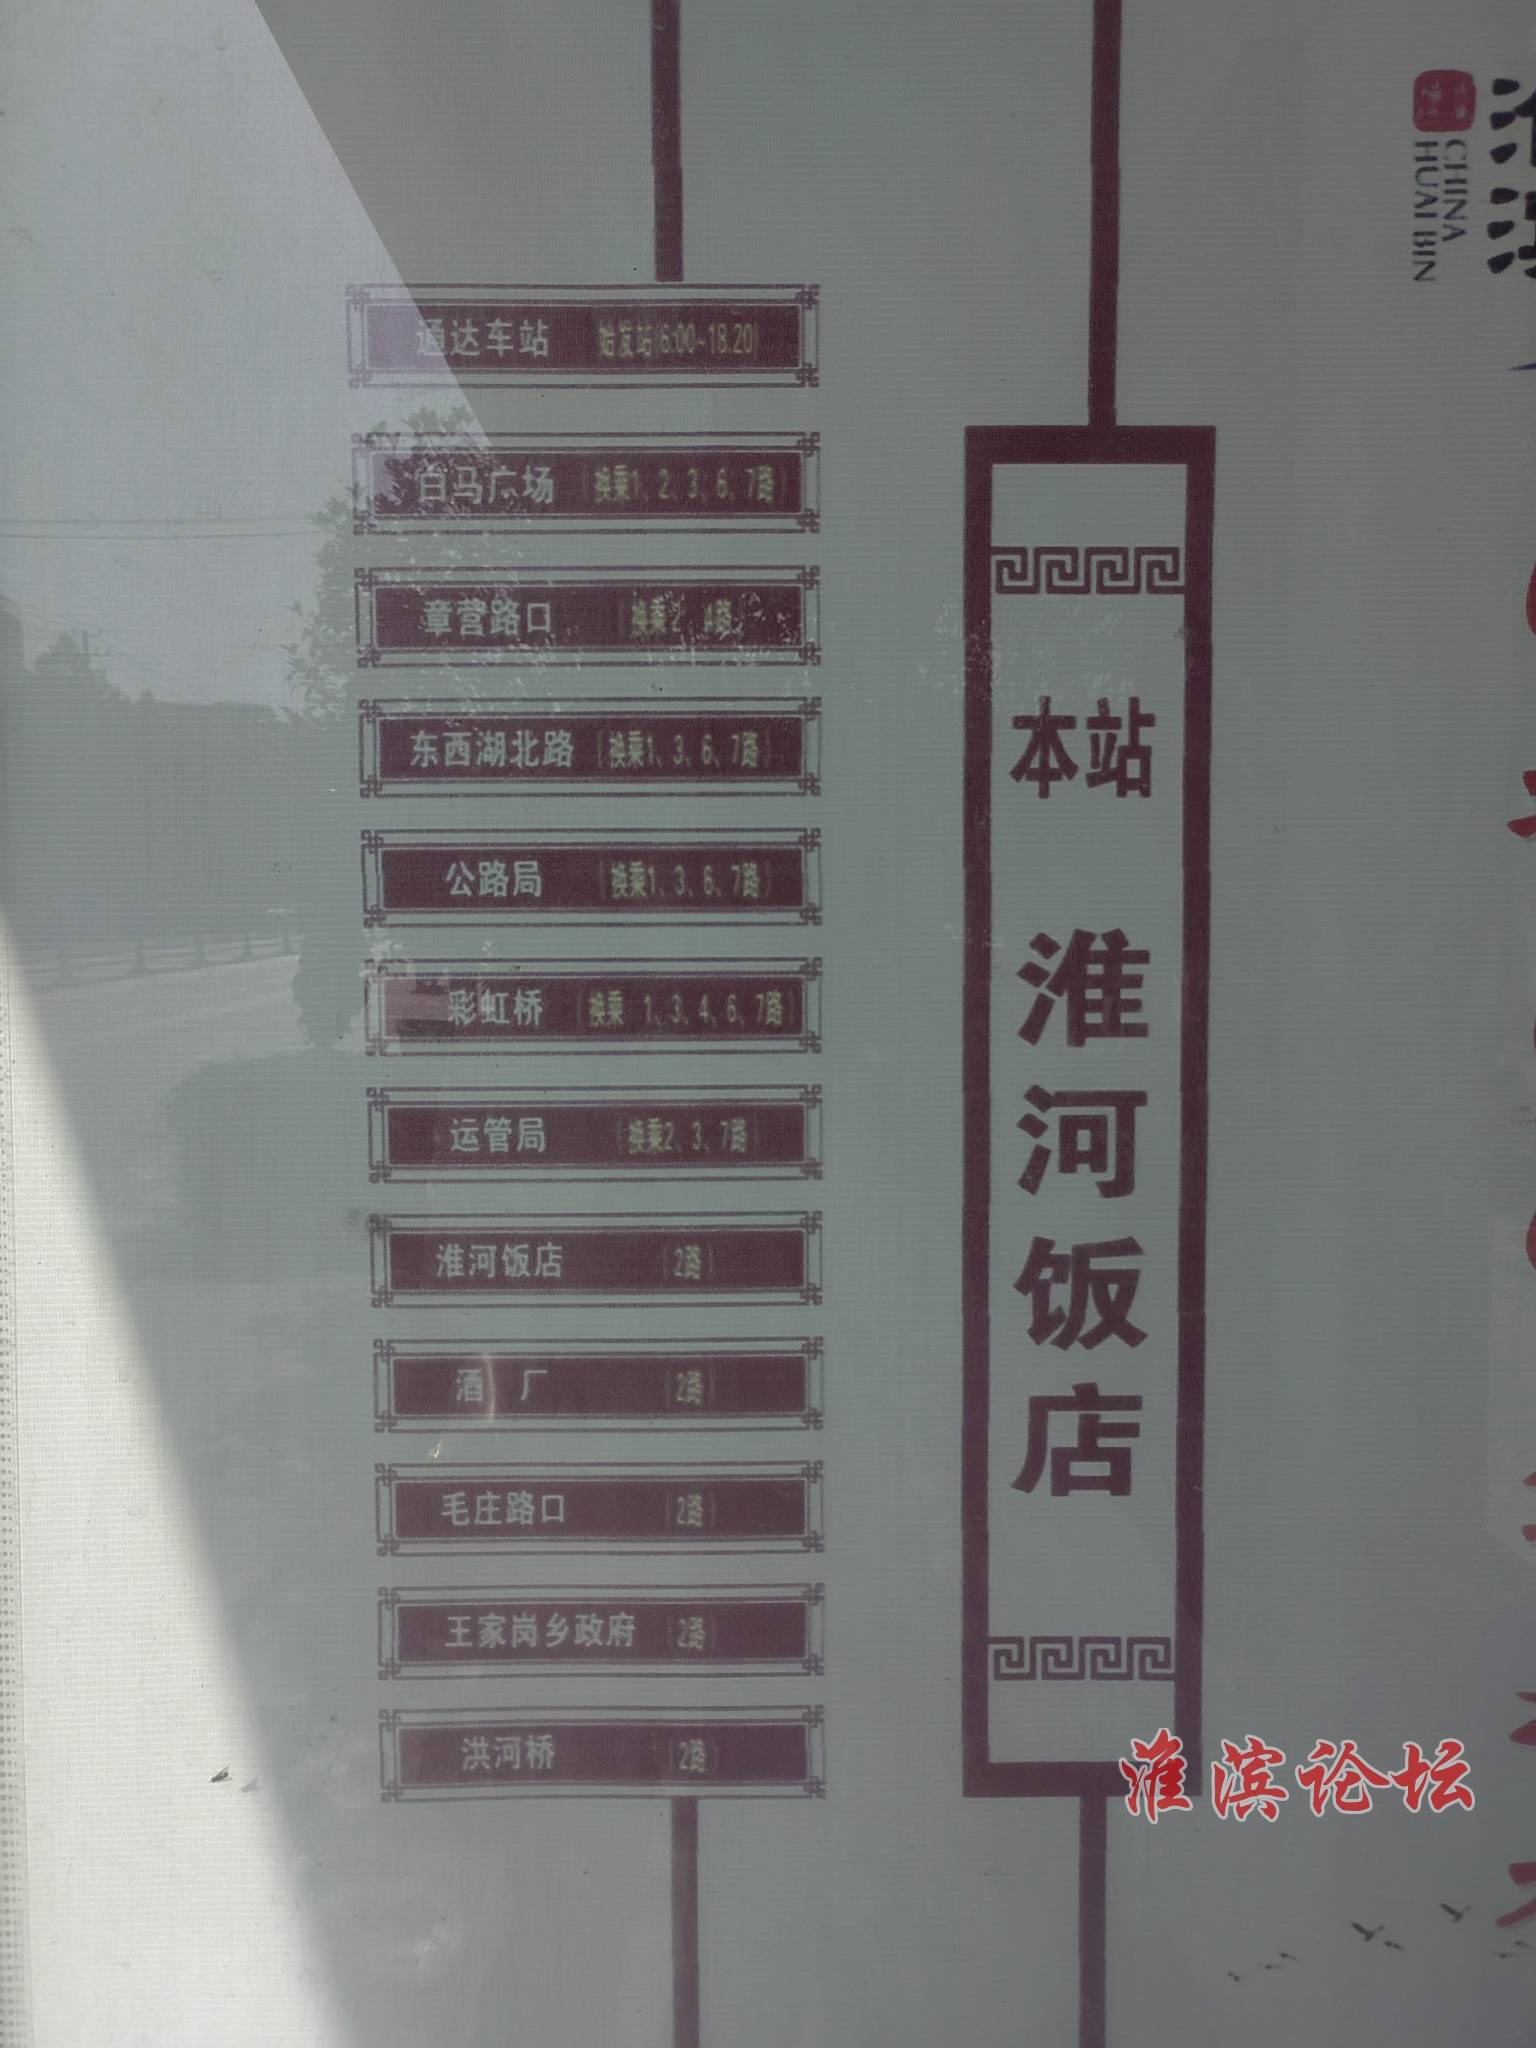 CHINA
HUAI BIN
通达车站 始发站(6:00~18.20)
白马广场 (换乘1、2、3、6、7路)
章营路口 (换乘2、4路)
东西湖北路 (换乘1、3、6、7路)
公路局 (换乘1、3、6、7路)
彩虹桥 (换乘 1、3、4、6、7路)
运管局 (换乘2、3、7路)
淮河饭店 (2路)
酒 厂 (2路)
毛庄路口 (2路)
王家岗乡政府 (2路)
洪河桥 (2路)
本站
淮河饭店
淮滨论坛